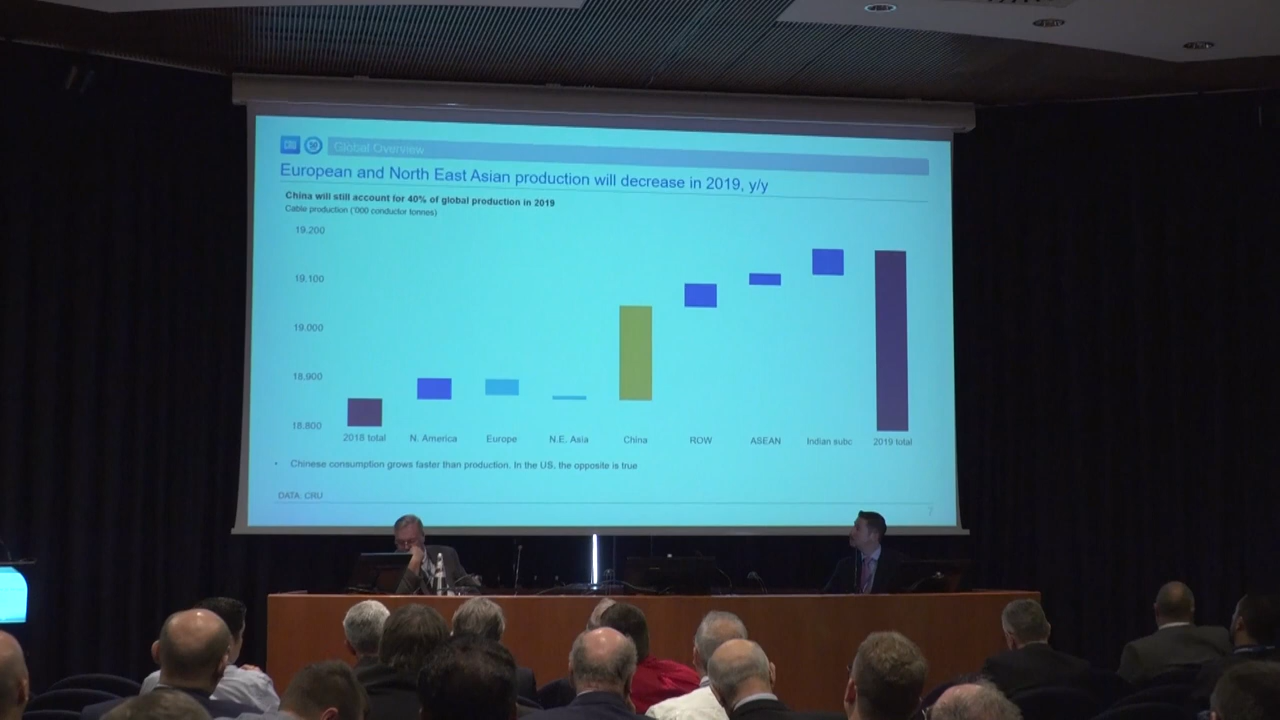 CRU
Global Overview
European and North East Asian production will decrease in 2019, y/y
China will still account for 40% of global production in 2019
Cable production ('000 conductor tonnes)
19.200
19.100
19.000
18.900
18.800
2018 total N. America Europe N.E. Asia China ROW ASEAN Indian subc 2019 total
• Chinese consumption grows faster than production. In the US, the opposite is true
DATA: CRU
7